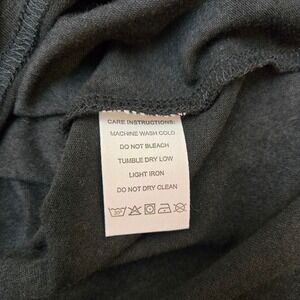 CARE INSTRUCTIONS:
MACHINE WASH COLD
DO NOT BLEACH
TUMBLE DRY LOW
LIGHT IRON
DO NOT DRY CLEAN